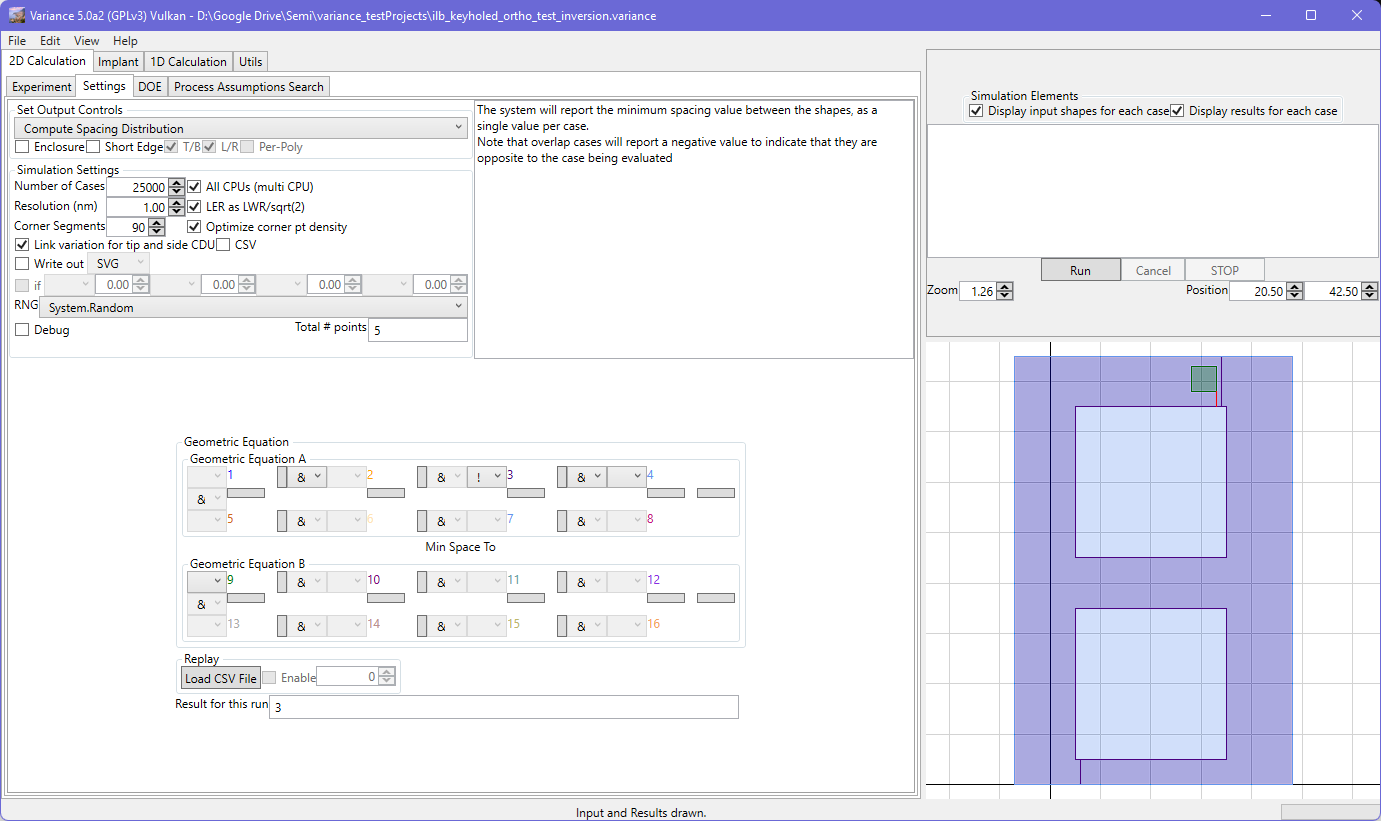 Variance 5.0a2 (GPLv3) Vulkan - D:\Google Drive\Semi\variance_testProjects\ilb_keyholed_ortho_test_inversion.variance
File Edit View Help
2D Calculation Implant 1D Calculation Utils
Experiment Settings DOE Process Assumptions Search
Set Output Controls
Compute Spacing Distribution
Enclosure Short Edge T/B L/R Per-Poly
Simulation Settings
Number of Cases 25000 All CPUs (multi CPU)
Resolution (nm) 1.00 LER as LWR/sqrt(2)
Corner Segments 90 Optimize corner pt density
Link variation for tip and side CDU CSV
Write out SVG
if 0.00 0.00 0.00 0.00
RNG System.Random
Debug Total # points 5
The system will report the minimum spacing value between the shapes, as a
single value per case.
Note that overlap cases will report a negative value to indicate that they are
opposite to the case being evaluated
Geometric Equation
Geometric Equation A
1 & 2 & ! 3 & 4
&
5 & 6 & 7 & 8
Min Space To
Geometric Equation B
9 & 10 & 11 & 12
&
13 & 14 & 15 & 16
Replay
Load CSV File Enable 0
Result for this run 3
Simulation Elements
Display input shapes for each case Display results for each case
Run Cancel STOP
Zoom 1.26 Position 20.50 42.50
Input and Results drawn.